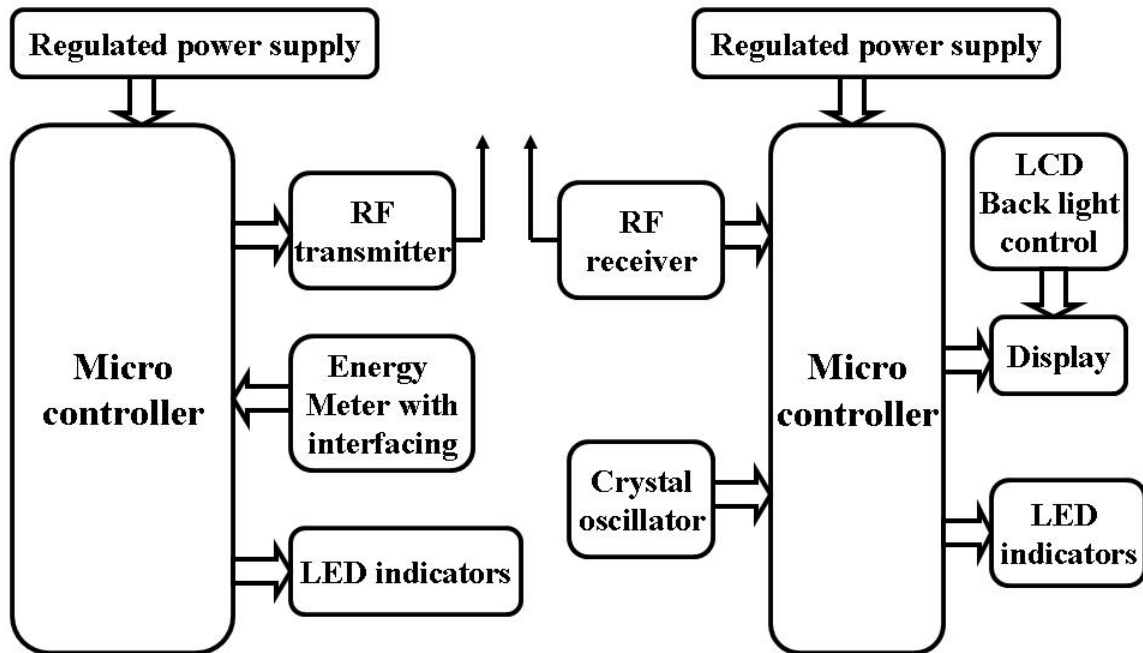 Regulated power supply
Micro
controller
RF
transmitter
Energy
Meter with
interfacing
LED indicators
Regulated power supply
RF
receiver
Crystal
oscillator
Micro
controller
LCD
Back light
control
Display
LED
indicators